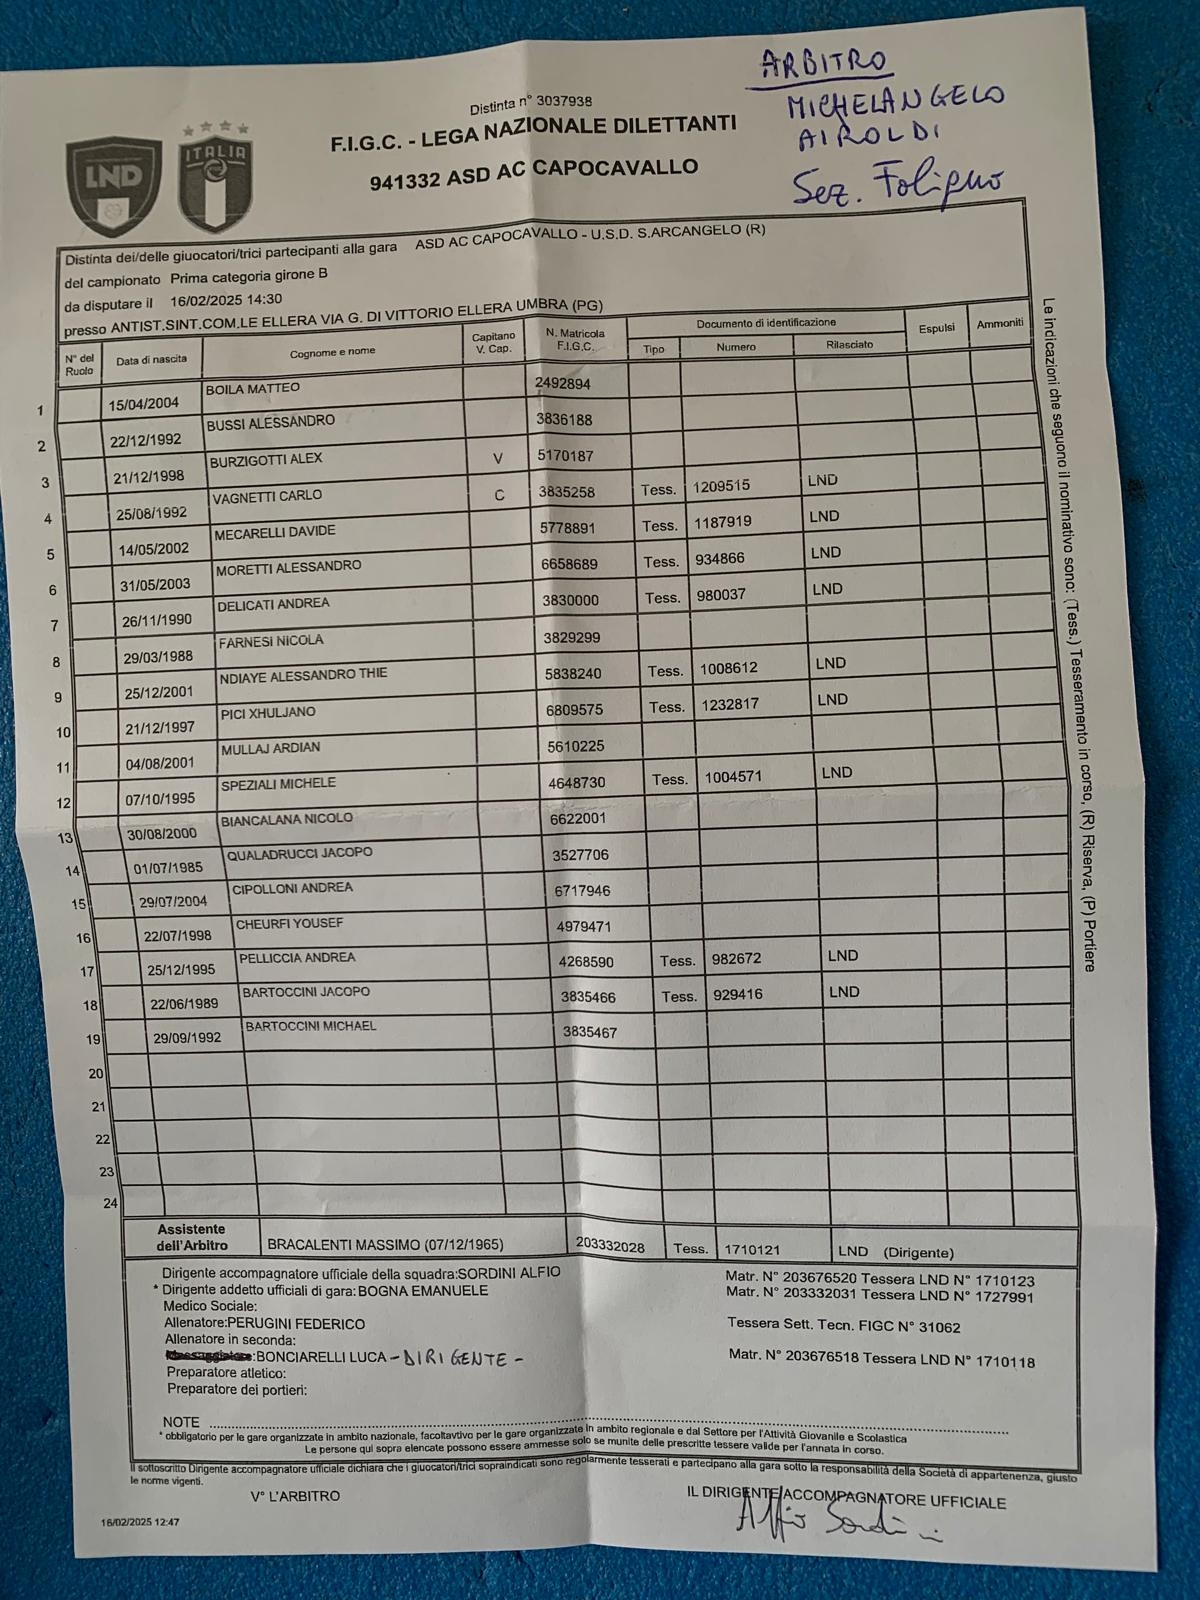 ARBITRO
MICHELANGELO
AIROLDI
Sez. Foligno
Distinta n° 3037938
F.I.G.C. - LEGA NAZIONALE DILETTANTI
941332 ASD AC CAPOCAVALLO
LND
ITALIA
Distinta dei/delle giuocatori/trici partecipanti alla gara ASD AC CAPOCAVALLO - U.S.D. S.ARCANGELO (R)
del campionato Prima categoria girone B
da disputare il 16/02/2025 14:30
presso ANTIST.SINT.COM.LE ELLERA VIA G. DI VITTORIO ELLERA UMBRA (PG)
N° del Ruolo Data di nascita Cognome e nome Capitano V. Cap. N. Matricola F.I.G.C. Documento di identificazione Espulsi Ammoniti
Tipo Numero Rilasciato
1 15/04/2004 BOILA MATTEO 2492894
2 22/12/1992 BUSSI ALESSANDRO 3836188
3 21/12/1998 BURZIGOTTI ALEX V 5170187
4 25/08/1992 VAGNETTI CARLO C 3835258 Tess. 1209515 LND
5 14/05/2002 MECARELLI DAVIDE 5778891 Tess. 1187919 LND
6 31/05/2003 MORETTI ALESSANDRO 6658689 Tess. 934866 LND
7 26/11/1990 DELICATI ANDREA 3830000 Tess. 980037 LND
8 29/03/1988 FARNESI NICOLA 3829299
9 25/12/2001 NDIAYE ALESSANDRO THIE 5838240 Tess. 1008612 LND
10 21/12/1997 PICI XHULJANO 6809575 Tess. 1232817 LND
11 04/08/2001 MULLAJ ARDIAN 5610225
12 07/10/1995 SPEZIALI MICHELE 4648730 Tess. 1004571 LND
13 30/08/2000 BIANCALANA NICOLO 6622001
14 01/07/1985 QUALADRUCCI JACOPO 3527706
15 29/07/2004 CIPOLLONI ANDREA 6717946
16 22/07/1998 CHEURFI YOUSEF 4979471
17 25/12/1995 PELLICCIA ANDREA 4268590 Tess. 982672 LND
18 22/06/1989 BARTOCCINI JACOPO 3835466 Tess. 929416 LND
19 29/09/1992 BARTOCCINI MICHAEL 3835467
20
21
22
23
24
Le indicazioni che seguono il nominativo sono: (Tess.) Tesseramento in corso, (R) Riserva, (P) Portiere
Assistente dell'Arbitro BRACALENTI MASSIMO (07/12/1965) 203332028 Tess. 1710121 LND (Dirigente)
Dirigente accompagnatore ufficiale della squadra:SORDINI ALFIO Matr. N° 203676520 Tessera LND N° 1710123
* Dirigente addetto ufficiali di gara:BOGNA EMANUELE Matr. N° 203332031 Tessera LND N° 1727991
Medico Sociale:
Allenatore:PERUGINI FEDERICO Tessera Sett. Tecn. FIGC N° 31062
Allenatore in seconda:
Massaggiatore:BONCIARELLI LUCA - DIRIGENTE - Matr. N° 203676518 Tessera LND N° 1710118
Preparatore atletico:
Preparatore dei portieri:
NOTE
* obbligatorio per le gare organizzate in ambito nazionale, facoltavtivo per le gare organizzate in ambito regionale e dal Settore per l'Attività Giovanile e Scolastica
Le persone qui sopra elencate possono essere ammesse solo se munite delle prescritte tessere valide per l'annata in corso.
Il sottoscritto Dirigente accompagnatore ufficiale dichiara che i giuocatori/trici sopraindicati sono regolarmente tesserati e partecipano alla gara sotto la responsabilità della Società di appartenenza, giusto
le norme vigenti.
V° L'ARBITRO IL DIRIGENTE ACCOMPAGNATORE UFFICIALE
Alfio Sordini
16/02/2025 12:47